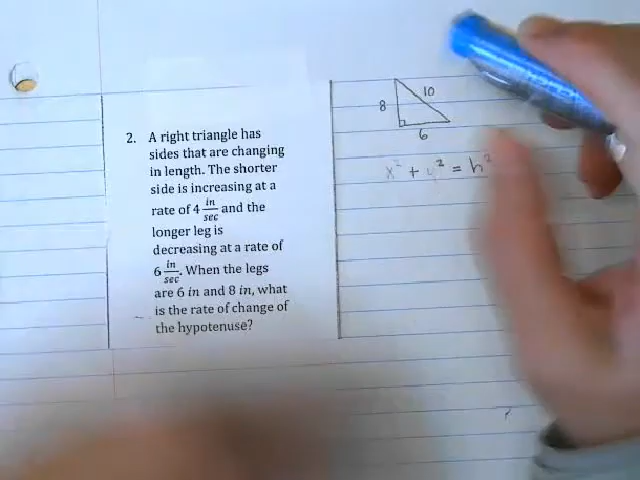 2. A right triangle has
sides that are changing
in length. The shorter
side is increasing at a
rate of 4 in/sec and the
longer leg is
decreasing at a rate of
6 in/sec. When the legs
are 6 in and 8 in, what
is the rate of change of
the hypotenuse?
10
8
6
x² + y² = h²